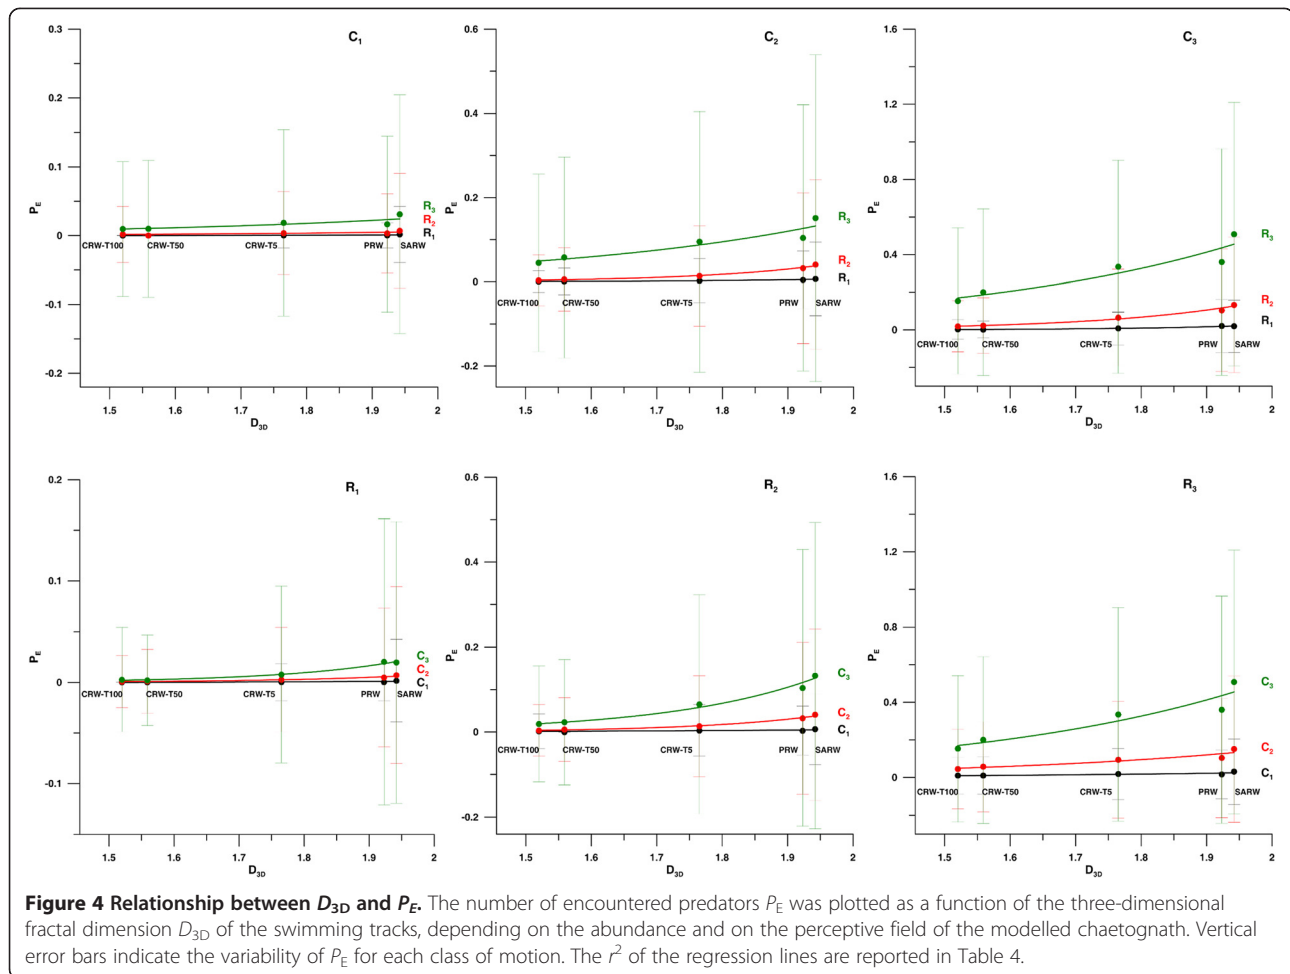 C₁
0.3
0.2
0.1
0
-0.1
-0.2
P_E
R₃
R₂
R₁
CRW-T100 CRW-T50 CRW-T5 PRW SARW
1.5 1.6 1.7 1.8 1.9 2
D₃D
C₂
0.6
0.4
0.2
0
-0.2
P_E
R₃
R₂
R₁
CRW-T100 CRW-T50 CRW-T5 PRW SARW
1.5 1.6 1.7 1.8 1.9 2
D₃D
C₃
1.6
1.2
0.8
0.4
0
P_E
R₃
R₂
R₁
CRW-T100 CRW-T50 CRW-T5 PRW SARW
1.5 1.6 1.7 1.8 1.9 2
D₃D
R₁
0.2
0.1
0
-0.1
P_E
C₃
C₂
C₁
CRW-T100 CRW-T50 CRW-T5 PRW SARW
1.5 1.6 1.7 1.8 1.9 2
D₃D
R₂
0.6
0.4
0.2
0
-0.2
P_E
C₃
C₂
C₁
CRW-T100 CRW-T50 CRW-T5 PRW SARW
1.5 1.6 1.7 1.8 1.9 2
D₃D
R₃
1.6
1.2
0.8
0.4
0
P_E
C₃
C₂
C₁
CRW-T100 CRW-T50 CRW-T5 PRW SARW
1.5 1.6 1.7 1.8 1.9 2
D₃D
Figure 4 Relationship between D₃D and P_E. The number of encountered predators P_E was plotted as a function of the three-dimensional
fractal dimension D₃D of the swimming tracks, depending on the abundance and on the perceptive field of the modelled chaetognath. Vertical
error bars indicate the variability of P_E for each class of motion. The r² of the regression lines are reported in Table 4.